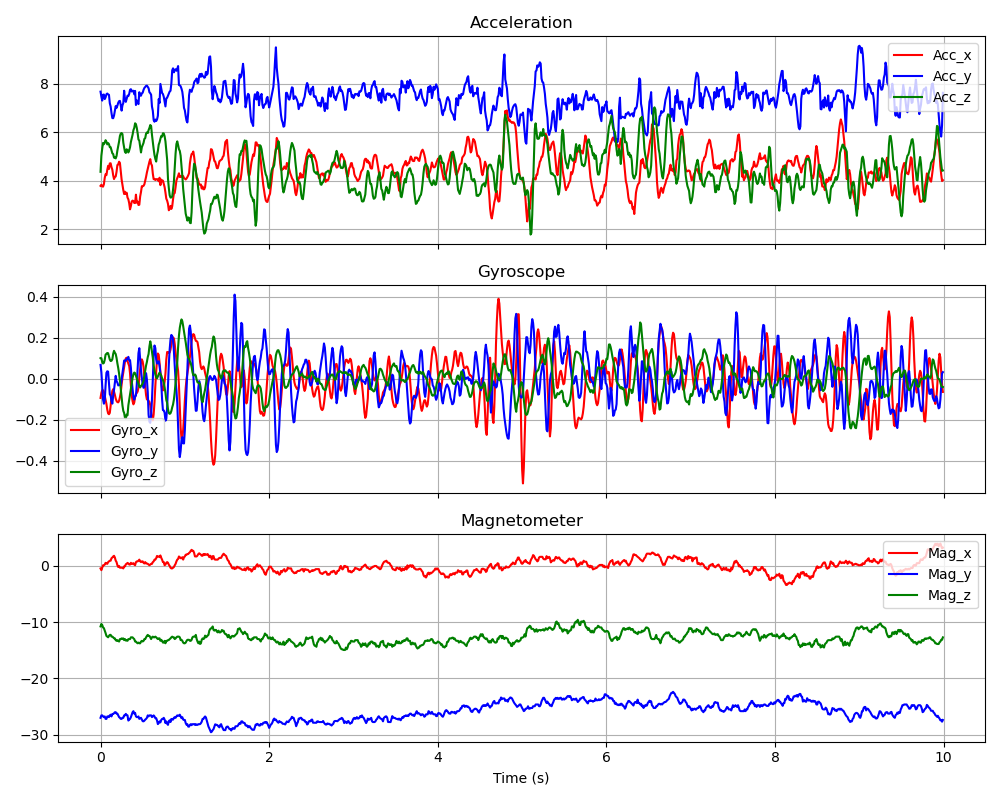 Acceleration
8
6
4
2
Acc_x
Acc_y
Acc_z
Gyroscope
0.4
0.2
0.0
−0.2
−0.4
Gyro_x
Gyro_y
Gyro_z
Magnetometer
0
−10
−20
−30
Mag_x
Mag_y
Mag_z
0 2 4 6 8 10
Time (s)